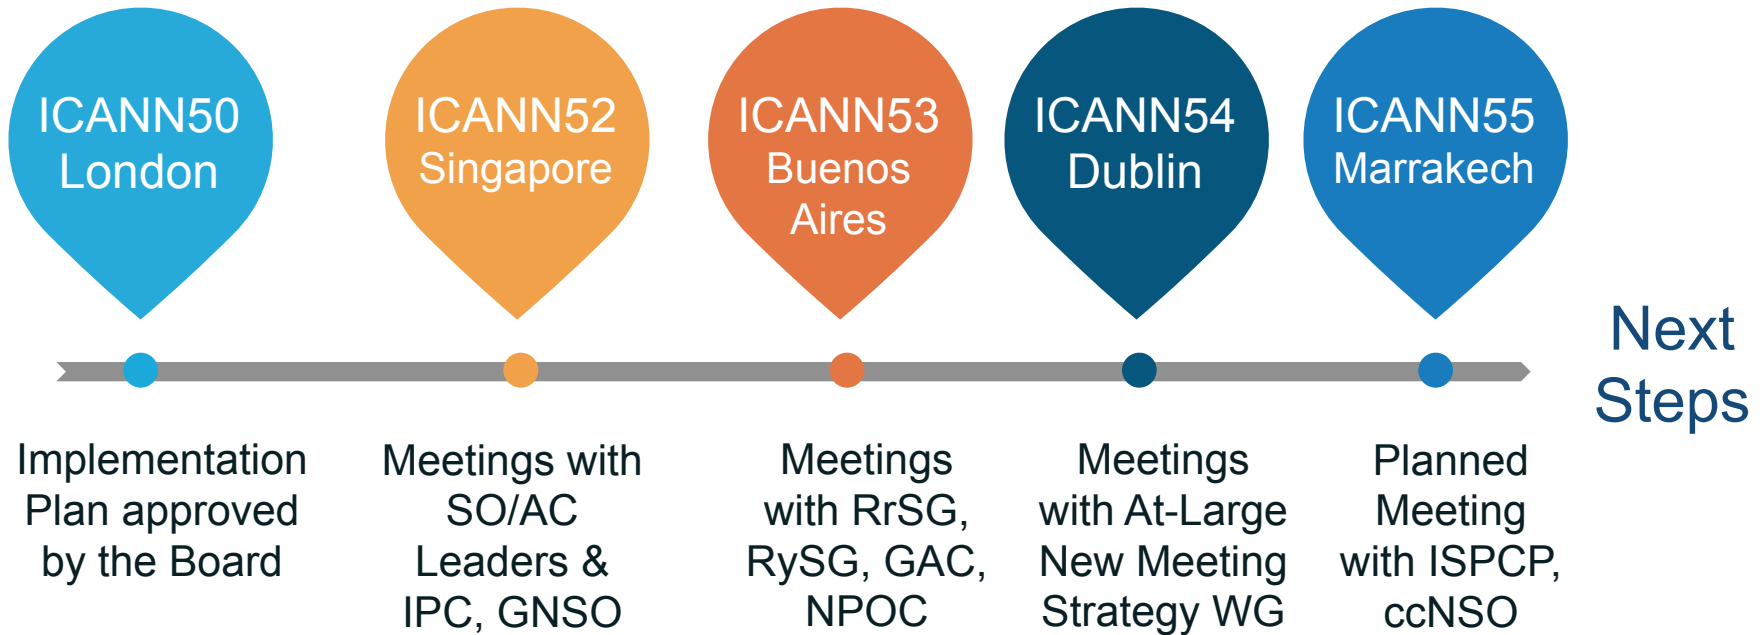 ICANN50
London
ICANN52
Singapore
ICANN53
Buenos
Aires
ICANN54
Dublin
ICANN55
Marrakech
Next
Steps
Implementation
Plan approved
by the Board
Meetings with
SO/AC
Leaders &
IPC, GNSO
Meetings
with RrSG,
RySG, GAC,
NPOC
Meetings
with At-Large
New Meeting
Strategy WG
Planned
Meeting
with ISPCP,
ccNSO